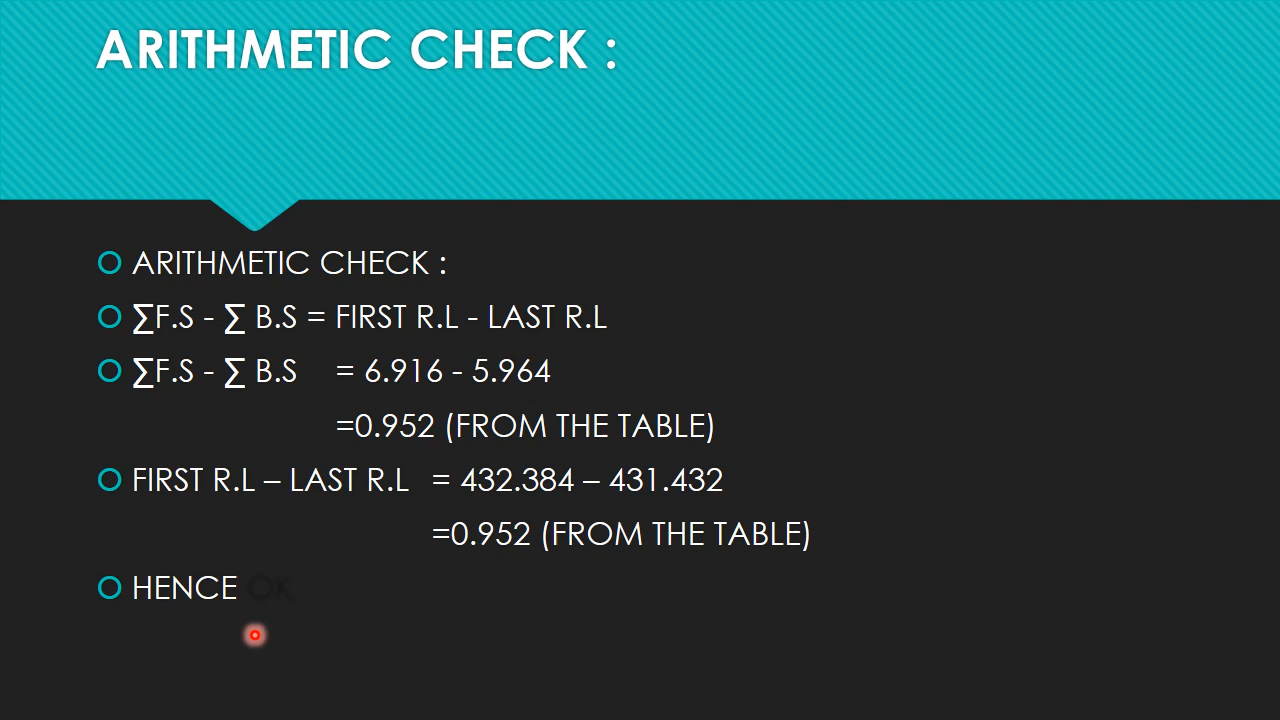 ARITHMETIC CHECK :
ARITHMETIC CHECK :
∑F.S - ∑ B.S = FIRST R.L - LAST R.L
∑F.S - ∑ B.S = 6.916 - 5.964
=0.952 (FROM THE TABLE)
FIRST R.L – LAST R.L = 432.384 – 431.432
=0.952 (FROM THE TABLE)
HENCE OK